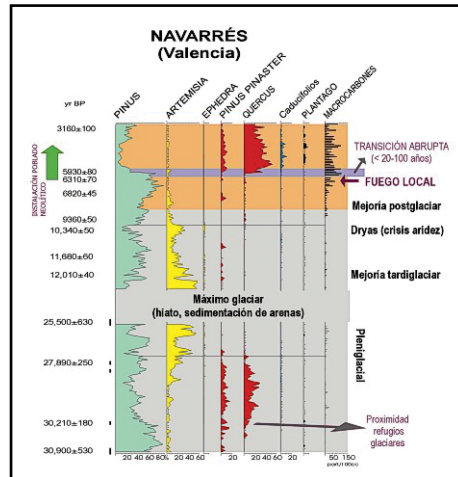 NAVARRÉS
(Valencia)
yr BP
PINUS
ARTEMISIA
EPHEDRA
PINUS PINASTER
QUERCUS
Caducifolios
PLANTAGO
MACROCARBONES
3160±100
5930±80
6310±70
6820±45
9360±50
10,340±50
11,680±60
12,010±40
25,500±630
27,890±250
30,210±180
30,900±530
INSTALACIÓN POBLADO
NEOLÍTICO
TRANSICIÓN ABRUPTA
(< 20-100 años)
FUEGO LOCAL
Mejoría postglaciar
Dryas (crisis aridez)
Mejoría tardiglaciar
Máximo glaciar
(hiato, sedimentación de arenas)
Pleniglacial
Proximidad
refugios
glaciares
20 40 60 80 20 40 60 20 20 40 60 20 50 100 150